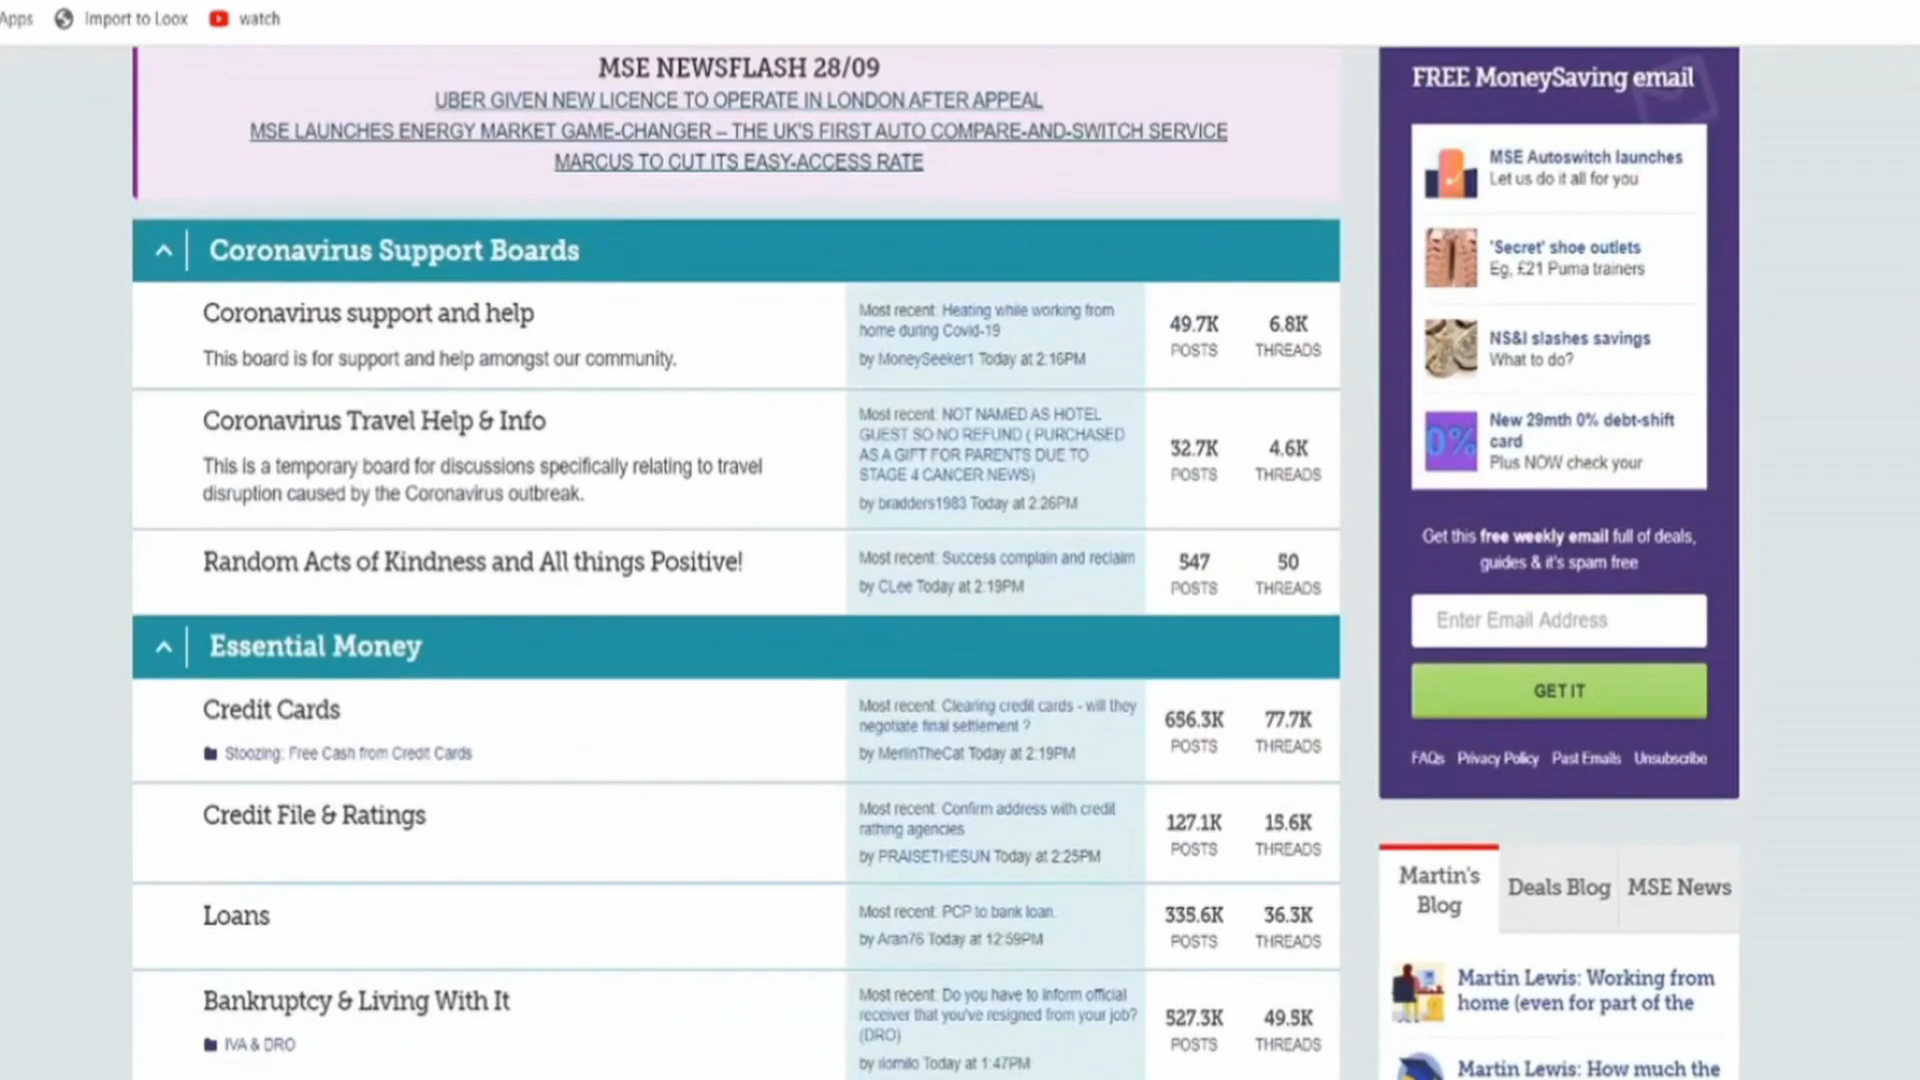 Apps Import to Loox watch
MSE NEWSFLASH 28/09
UBER GIVEN NEW LICENCE TO OPERATE IN LONDON AFTER APPEAL
MSE LAUNCHES ENERGY MARKET GAME-CHANGER – THE UK'S FIRST AUTO COMPARE-AND-SWITCH SERVICE
MARCUS TO CUT ITS EASY-ACCESS RATE
Coronavirus Support Boards
Coronavirus support and help
This board is for support and help amongst our community.
Most recent: Heating while working from
home during Covid-19
by MoneySeeker1 Today at 2:16PM
49.7K
POSTS
6.8K
THREADS
Coronavirus Travel Help & Info
This is a temporary board for discussions specifically relating to travel
disruption caused by the Coronavirus outbreak.
Most recent: NOT NAMED AS HOTEL
GUEST SO NO REFUND ( PURCHASED
AS A GIFT FOR PARENTS DUE TO
STAGE 4 CANCER NEWS)
by bradders1983 Today at 2:26PM
32.7K
POSTS
4.6K
THREADS
Random Acts of Kindness and All things Positive!
Most recent: Success complain and reclaim
by CLee Today at 2:19PM
547
POSTS
50
THREADS
Essential Money
Credit Cards
Stoozing: Free Cash from Credit Cards
Most recent: Clearing credit cards - will they
negotiate final settlement ?
by MerlinTheCat Today at 2:19PM
656.3K
POSTS
77.7K
THREADS
Credit File & Ratings
Most recent: Confirm address with credit
rathing agencies
by PRAISETHESUN Today at 2:25PM
127.1K
POSTS
15.6K
THREADS
Loans
Most recent: PCP to bank loan.
by Aran76 Today at 12:59PM
335.6K
POSTS
36.3K
THREADS
Bankruptcy & Living With It
IVA & DRO
Most recent: Do you have to inform official
receiver that you've resigned from your job?
(DRO)
by ilomilo Today at 1:47PM
527.3K
POSTS
49.5K
THREADS
FREE MoneySaving email
MSE Autoswitch launches
Let us do it all for you
'Secret' shoe outlets
Eg, £21 Puma trainers
NS&I slashes savings
What to do?
0%
New 29mth 0% debt-shift
card
Plus NOW check your
Get this free weekly email full of deals,
guides & it's spam free
Enter Email Address
GET IT
FAQs Privacy Policy Past Emails Unsubscribe
Martin's
Blog
Deals Blog
MSE News
Martin Lewis: Working from
home (even for part of the
Martin Lewis: How much the